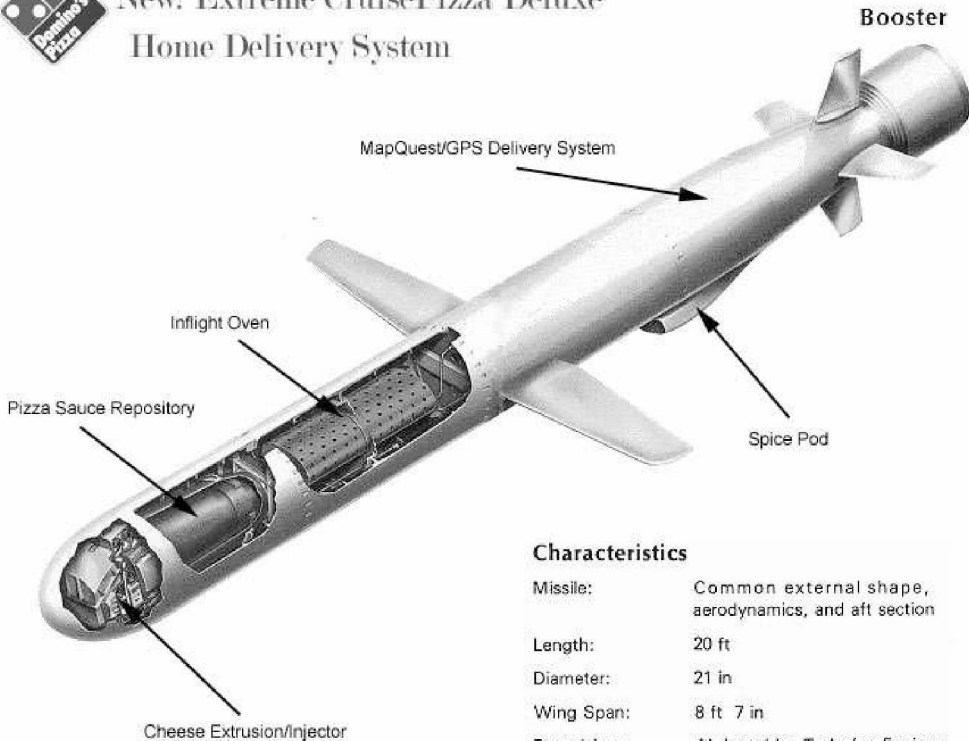 Domino's
Pizza
New! Extreme CruisePizza Deluxe
Home Delivery System
Booster
MapQuest/GPS Delivery System
Inflight Oven
Pizza Sauce Repository
Spice Pod
Cheese Extrusion/Injector
Characteristics
Missile: Common external shape,
aerodynamics, and aft section
Length: 20 ft
Diameter: 21 in
Wing Span: 8 ft 7 in